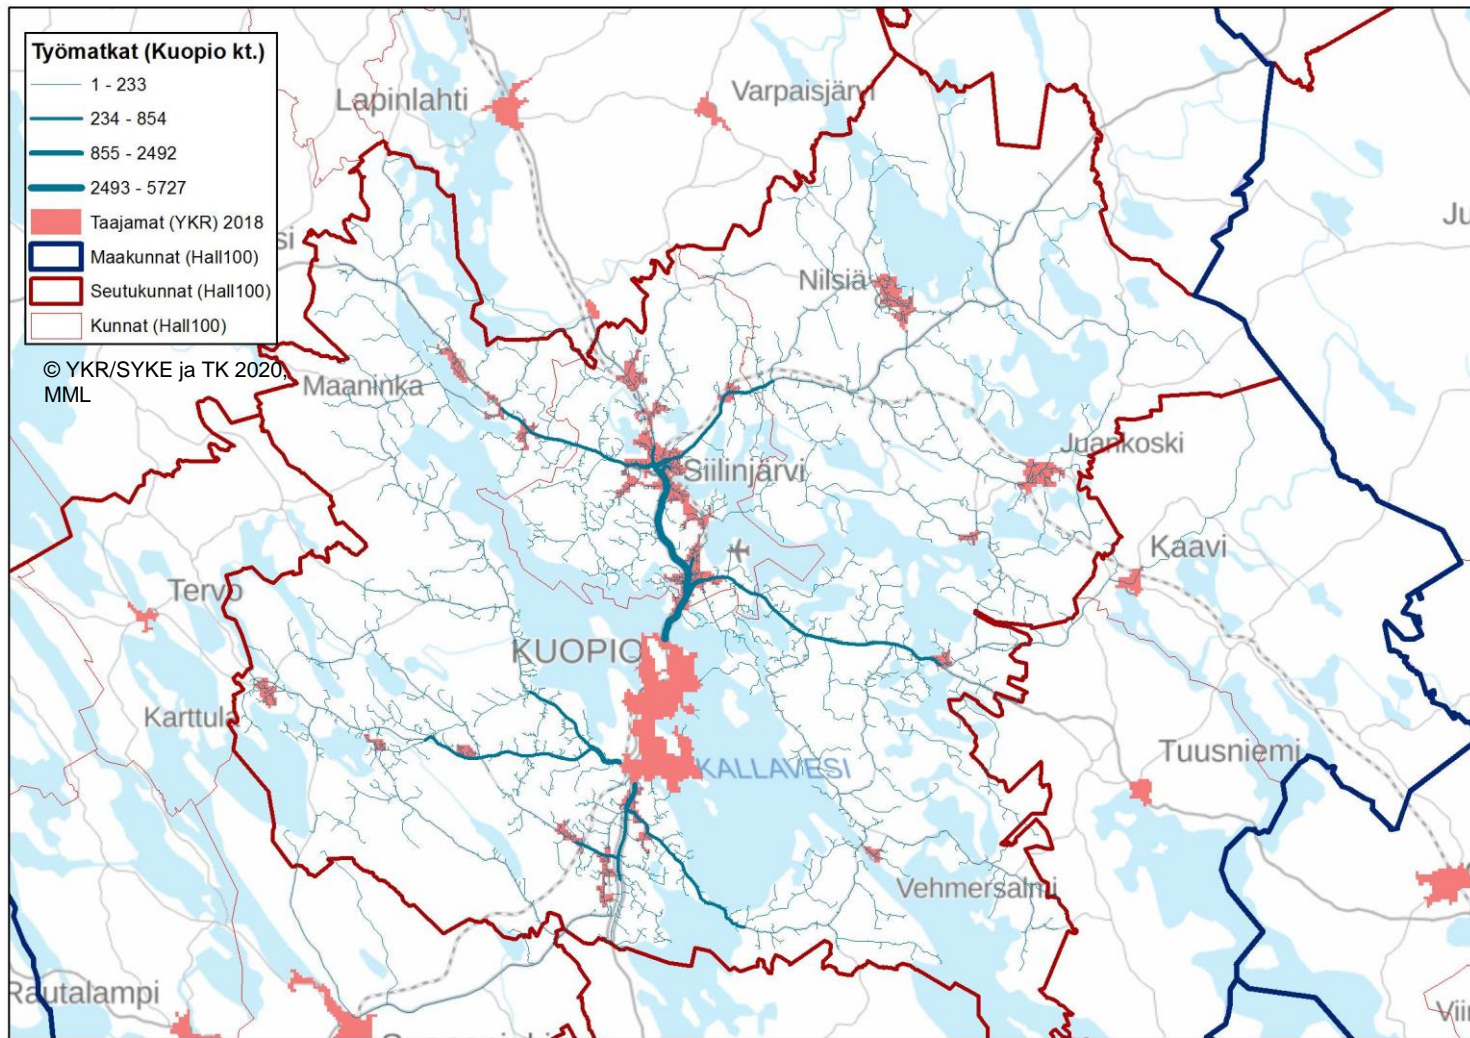 Työmatkat (Kuopio kt.)
1 - 233
234 - 854
855 - 2492
2493 - 5727
Taajamat (YKR) 2018
Maakunnat (Hall100)
Seutukunnat (Hall100)
Kunnat (Hall100)
© YKR/SYKE ja TK 2020,
MML
Lapinlahti
Varpaisjärvi
Ju
si
Nilsiä
Maaninka
Juankoski
Siilinjärvi
Kaavi
Tervo
KUOPIO
Karttula
Tuusniemi
KALLAVESI
Vehmersalmi
Rautalampi